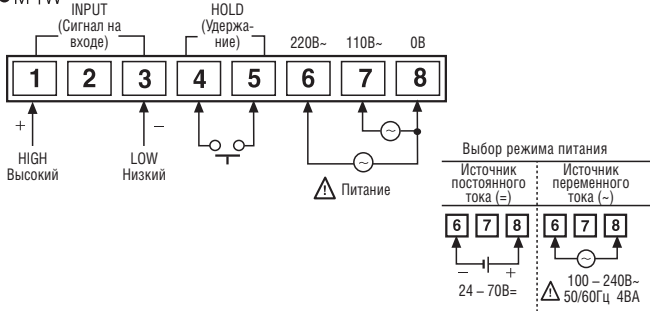 M4W
INPUT
(Сигнал на
входе)
HOLD
(Удержа-
ние)
220В~ 110В~ 0В
1 2 3 4 5 6 7 8
+ −
HIGH
Высокий
LOW
Низкий
Питание
Выбор режима питания
Источник
постоянного
тока (=)
Источник
переменного
тока (~)
6 7 8 6 7 8
− +
24 – 70В=
100 – 240В~
50/60Гц 4ВА